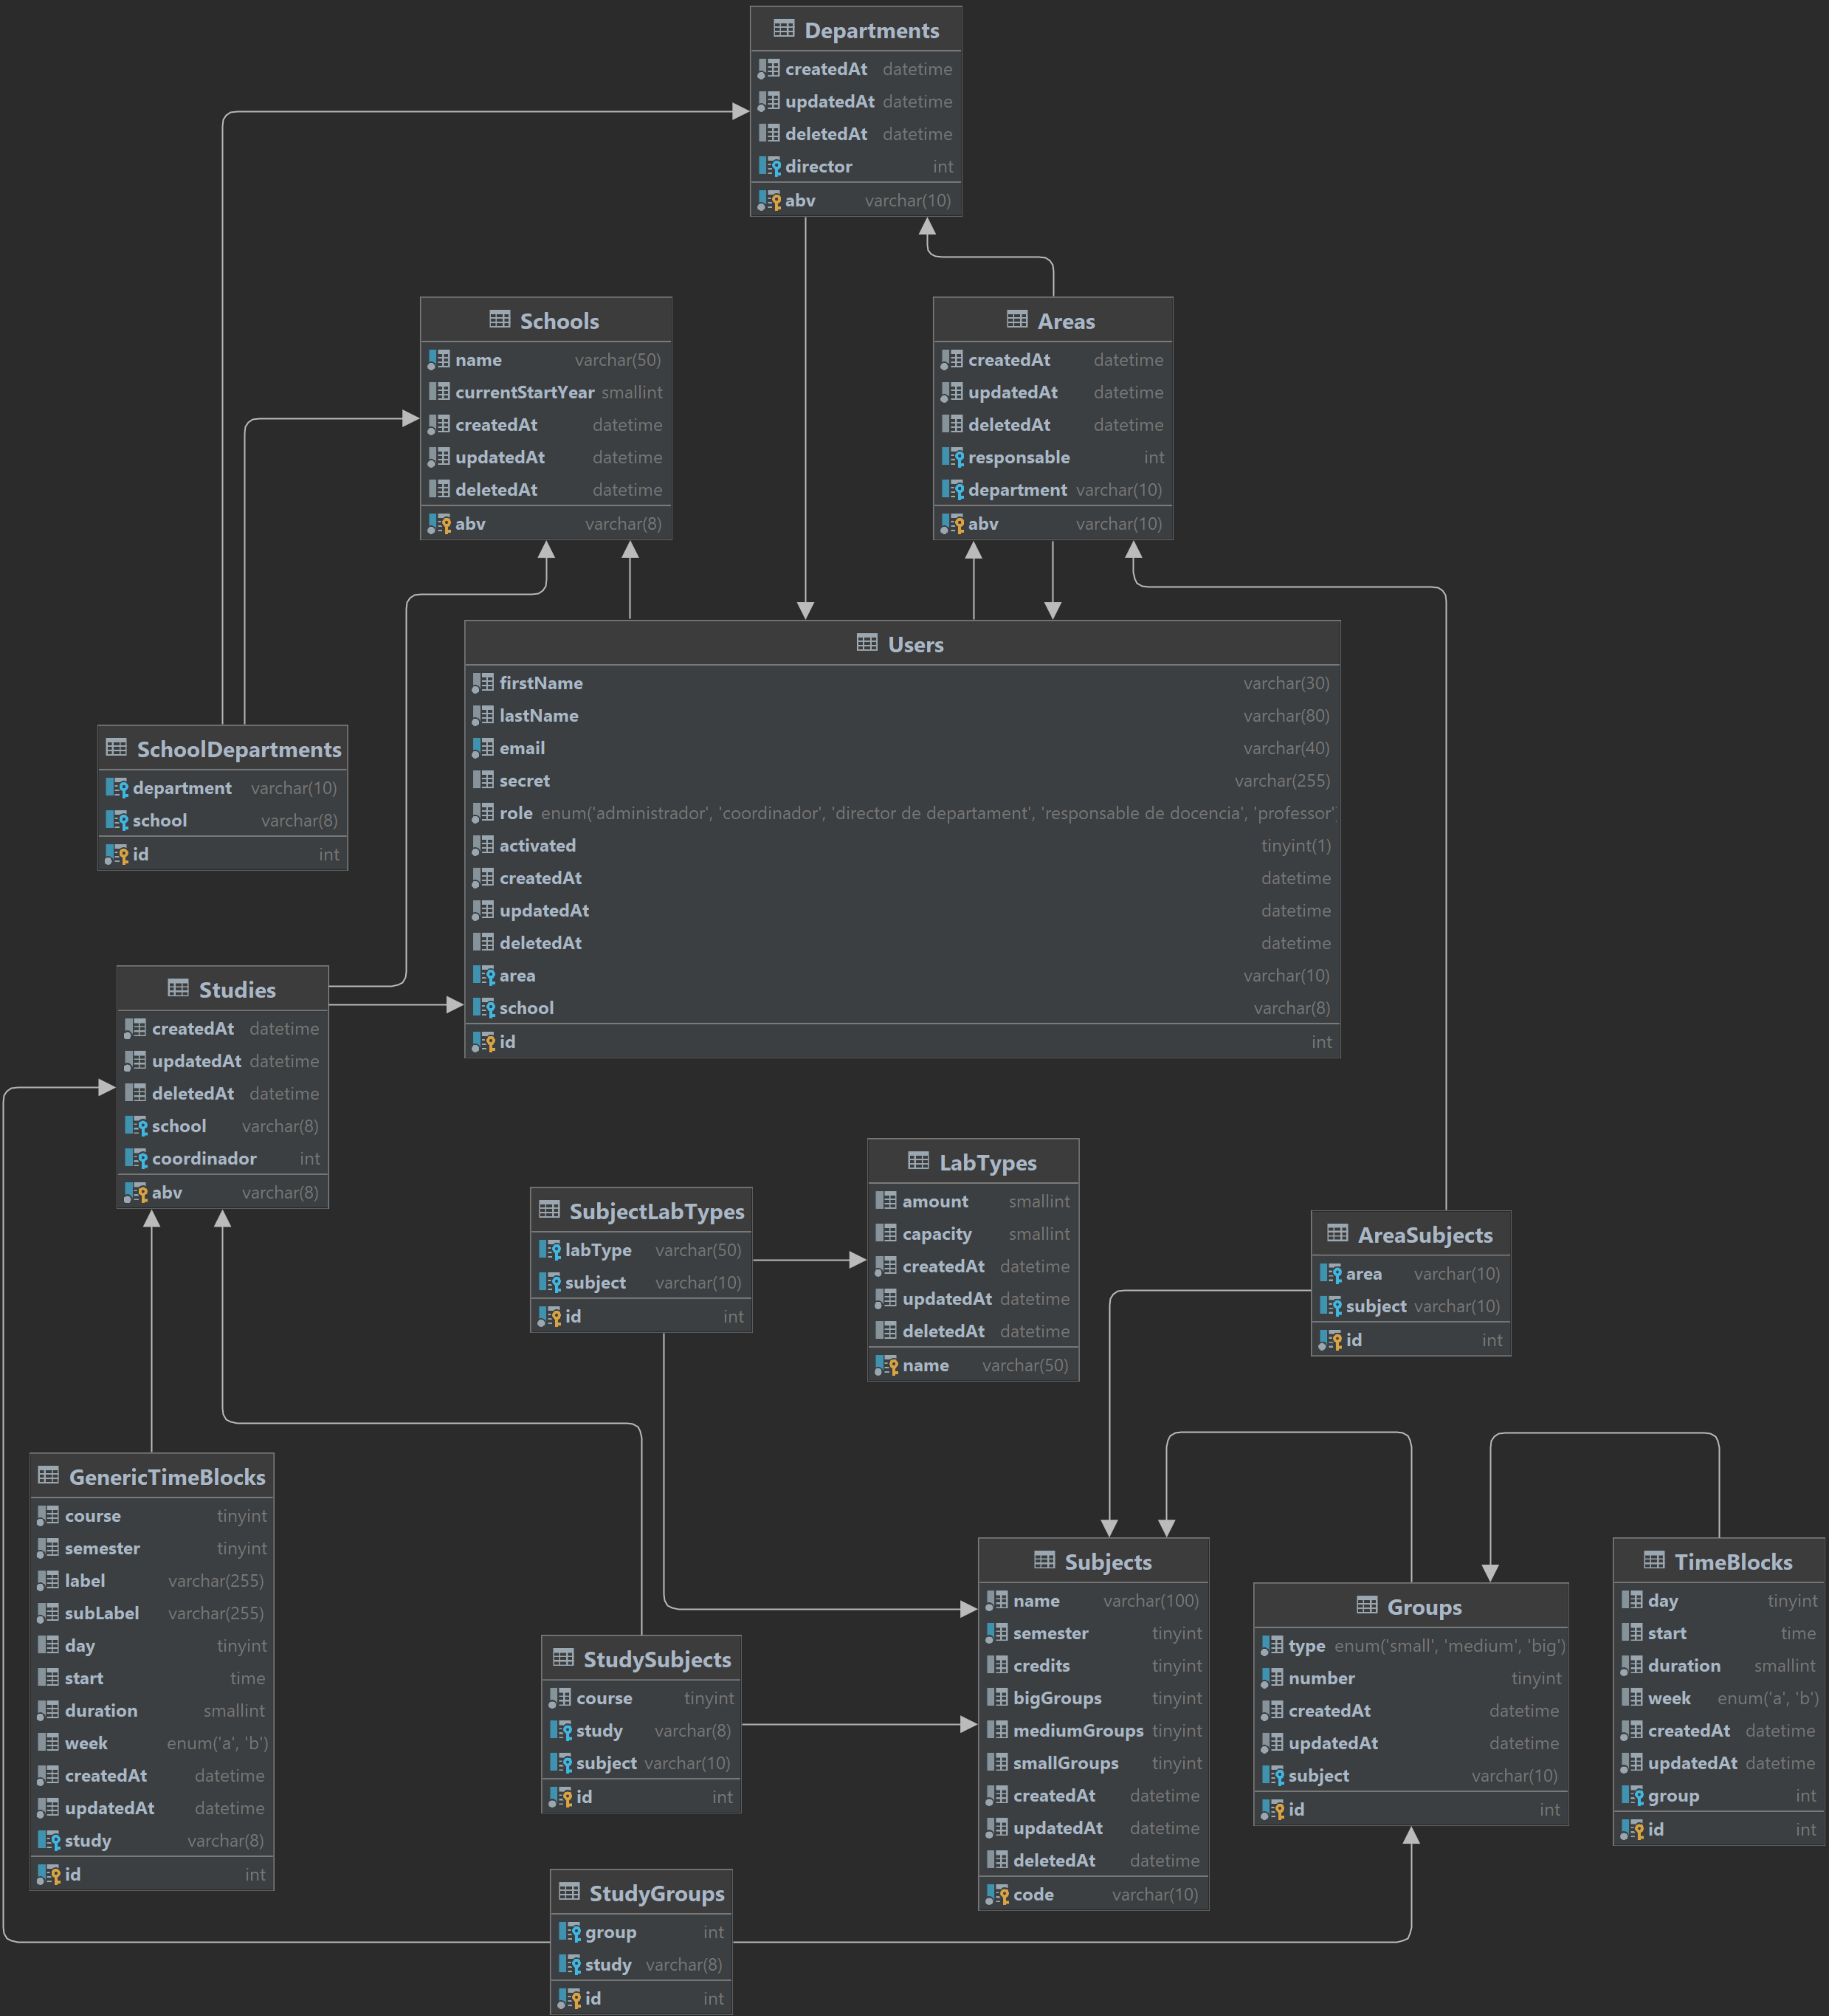 Departments
createdAt datetime
updatedAt datetime
deletedAt datetime
director int
abv varchar(10)
Schools
name varchar(50)
currentStartYear smallint
createdAt datetime
updatedAt datetime
deletedAt datetime
abv varchar(8)
Areas
createdAt datetime
updatedAt datetime
deletedAt datetime
responsable int
department varchar(10)
abv varchar(10)
Users
firstName varchar(30)
lastName varchar(80)
email varchar(40)
secret varchar(255)
role enum('administrador', 'coordinador', 'director de departament', 'responsable de docencia', 'professor'
activated tinyint(1)
createdAt datetime
updatedAt datetime
deletedAt datetime
area varchar(10)
school varchar(8)
id int
SchoolDepartments
department varchar(10)
school varchar(8)
id int
Studies
createdAt datetime
updatedAt datetime
deletedAt datetime
school varchar(8)
coordinador int
abv varchar(8)
LabTypes
amount smallint
capacity smallint
createdAt datetime
updatedAt datetime
deletedAt datetime
name varchar(50)
SubjectLabTypes
labType varchar(50)
subject varchar(10)
id int
AreaSubjects
area varchar(10)
subject varchar(10)
id int
GenericTimeBlocks
course tinyint
semester tinyint
label varchar(255)
subLabel varchar(255)
day tinyint
start time
duration smallint
week enum('a', 'b')
createdAt datetime
updatedAt datetime
study varchar(8)
id int
StudySubjects
course tinyint
study varchar(8)
subject varchar(10)
id int
Subjects
name varchar(100)
semester tinyint
credits tinyint
bigGroups tinyint
mediumGroups tinyint
smallGroups tinyint
createdAt datetime
updatedAt datetime
deletedAt datetime
code varchar(10)
Groups
type enum('small', 'medium', 'big')
number tinyint
createdAt datetime
updatedAt datetime
subject varchar(10)
id int
TimeBlocks
day tinyint
start time
duration smallint
week enum('a', 'b')
createdAt datetime
updatedAt datetime
group int
id int
StudyGroups
group int
study varchar(8)
id int